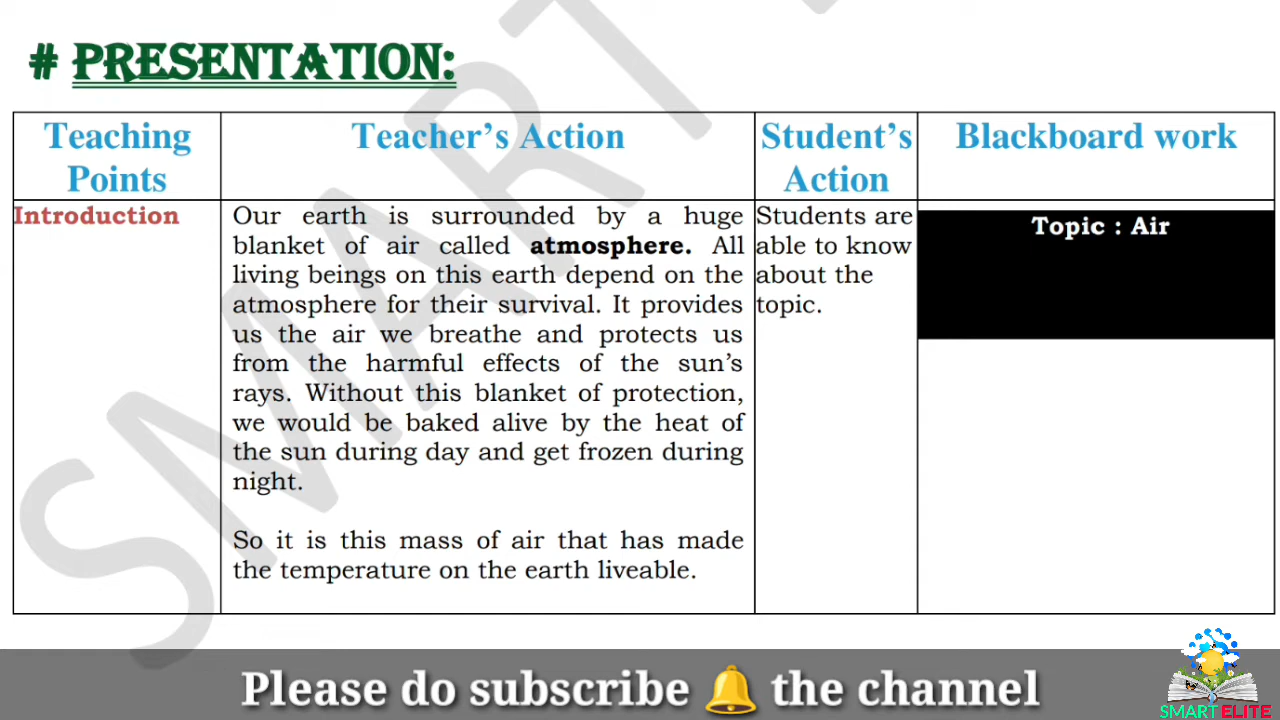 # PRESENTATION:
Teaching
Points
Teacher's Action
Student's
Action
Blackboard work
Introduction
Our earth is surrounded by a huge
blanket of air called atmosphere. All
living beings on this earth depend on the
atmosphere for their survival. It provides
us the air we breathe and protects us
from the harmful effects of the sun's
rays. Without this blanket of protection,
we would be baked alive by the heat of
the sun during day and get frozen during
night.
So it is this mass of air that has made
the temperature on the earth liveable.
Students are
able to know
about the
topic.
Topic : Air
SMART
Please do subscribe 🔔 the channel
SMART ELITE